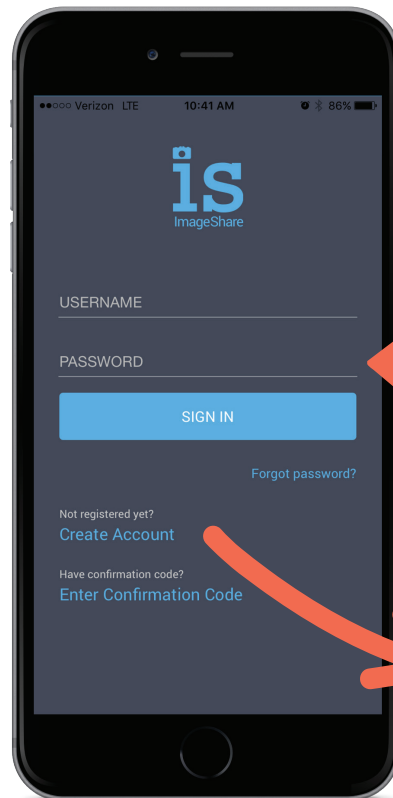 Verizon LTE 10:41 AM 86%
is
ImageShare
USERNAME
PASSWORD
SIGN IN
Forgot password?
Not registered yet?
Create Account
Have confirmation code?
Enter Confirmation Code